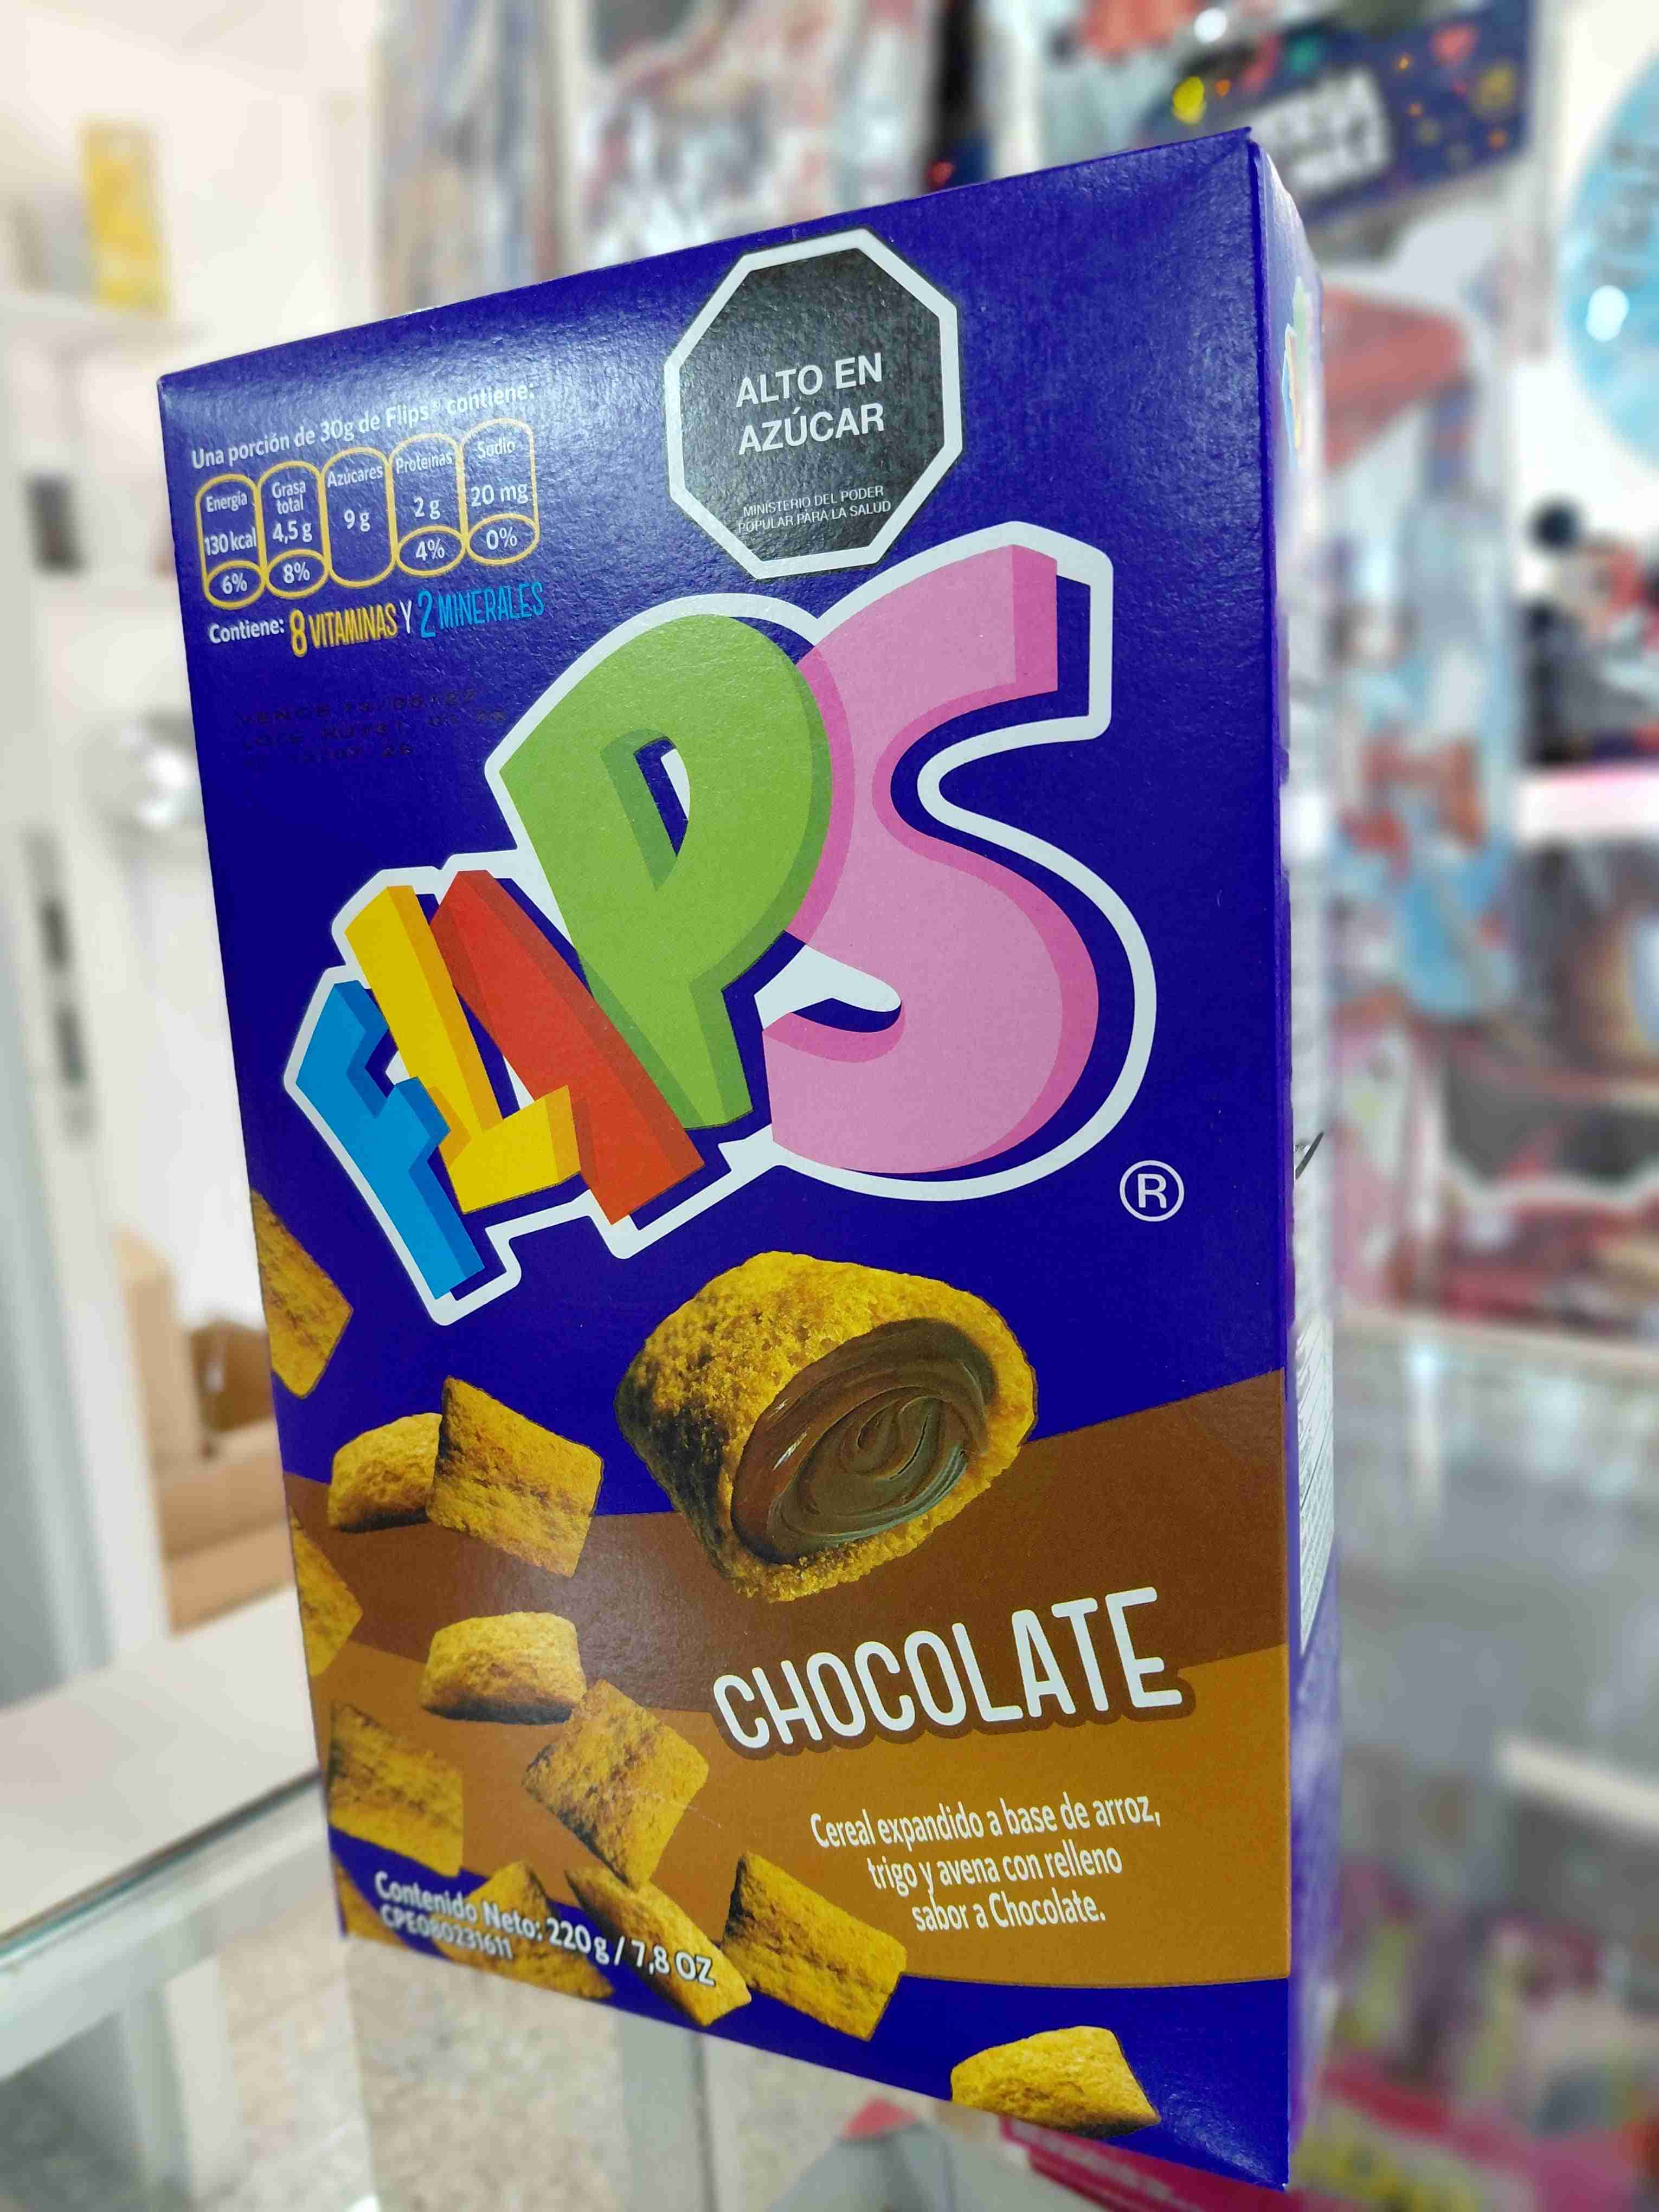 ALTO EN
AZÚCAR
MINISTERIO DEL PODER
POPULAR PARA LA SALUD
Una porción de 30g de Flips® contiene:
Energía Grasa total Azúcares Proteínas Sodio
130 kcal 4,5 g 9 g 2 g 20 mg
6% 8% 4% 0%
Contiene: 8 VITAMINAS Y 2 MINERALES
VENCE
FLIPS
®
CHOCOLATE
Cereal expandido a base de arroz,
trigo y avena con relleno
sabor a Chocolate.
Contenido Neto: 220 g / 7,8 OZ
CPE080231611